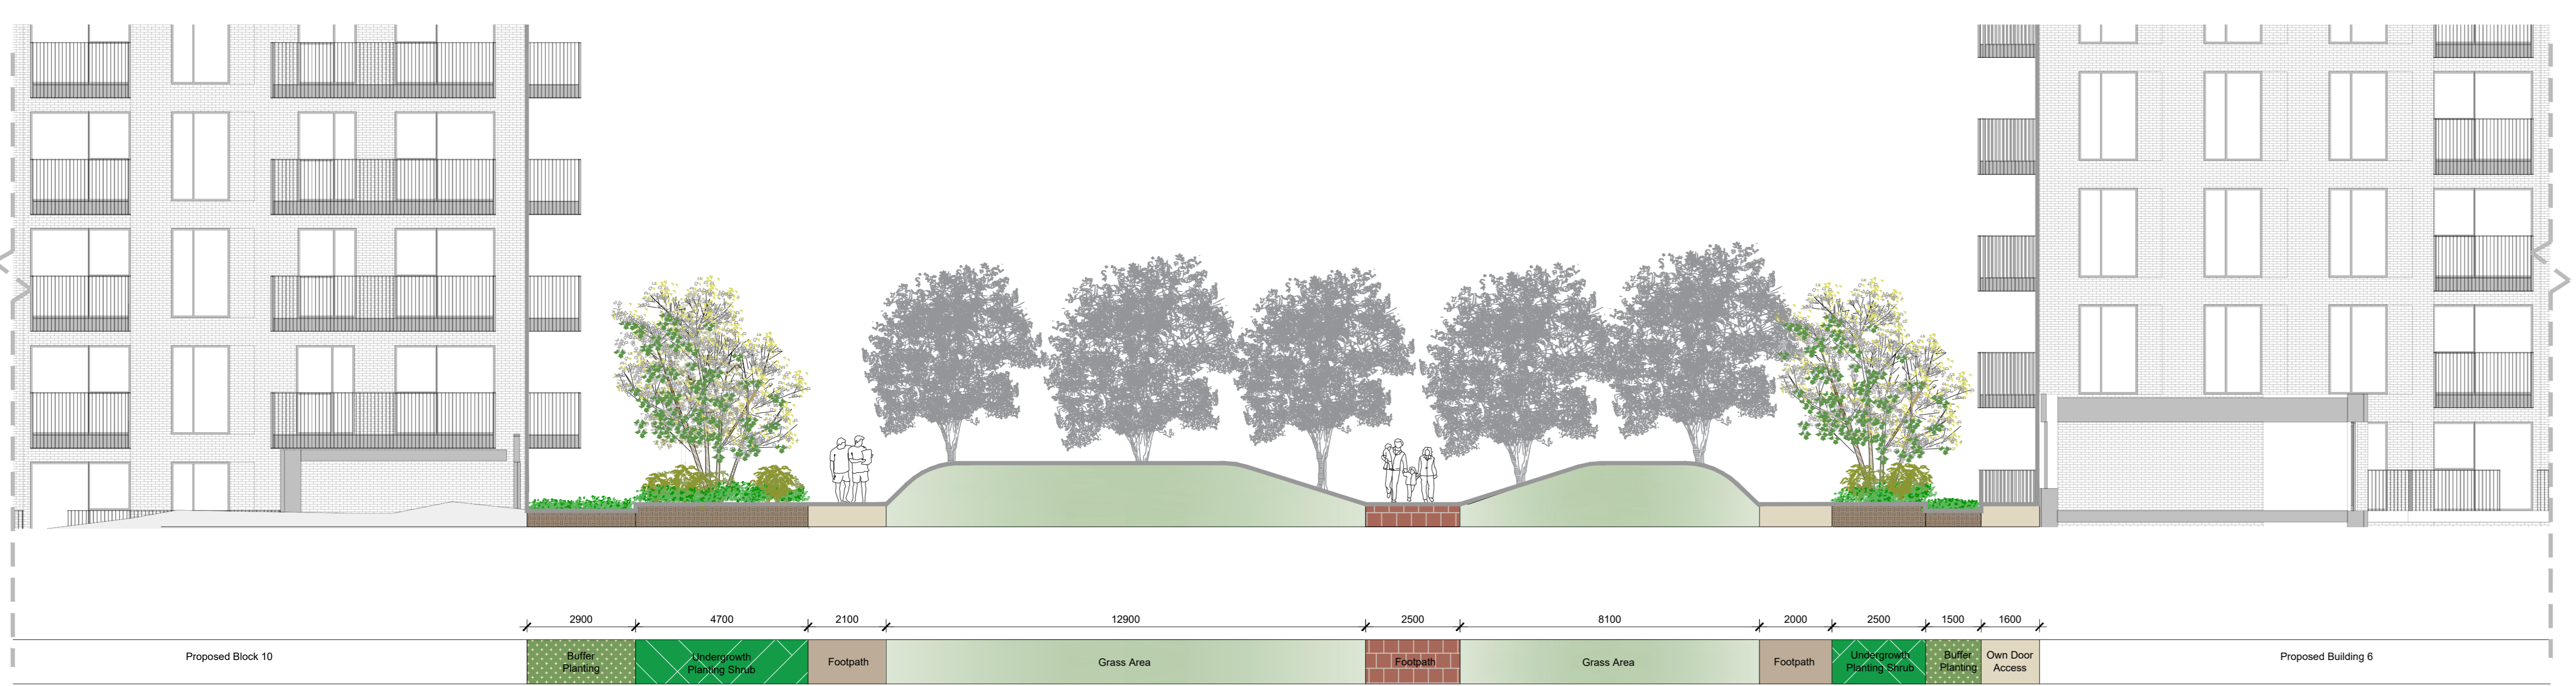 2900 4700 2100 12900 2500 8100 2000 2500 1500 1600
Proposed Block 10
Buffer
Planting
Undergrowth
Planting Shrub
Footpath
Grass Area
Footpath
Grass Area
Footpath
Undergrowth
Planting Shrub
Buffer
Planting
Own Door
Access
Proposed Building 6